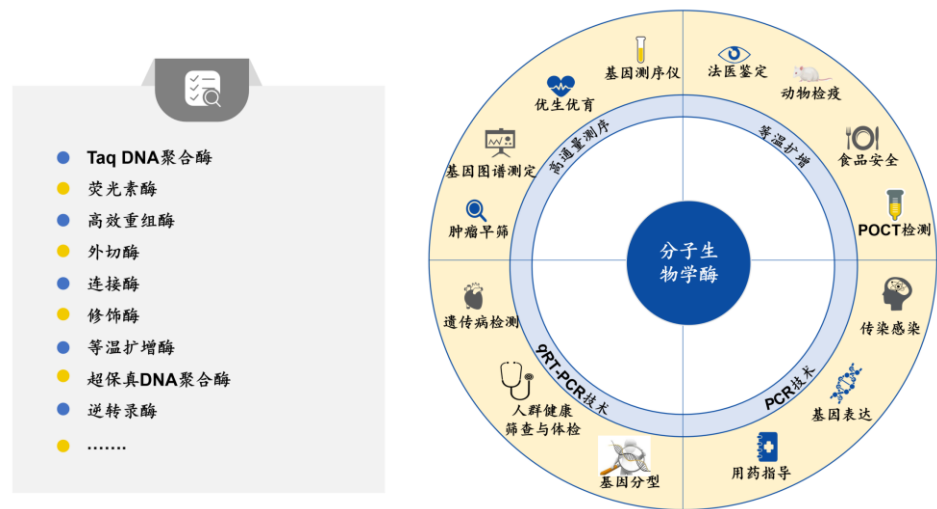 Taq DNA聚合酶
荧光素酶
高效重组酶
外切酶
连接酶
修饰酶
等温扩增酶
超保真DNA聚合酶
逆转录酶
.......
基因测序仪
优生优育
基因图谱测定
肿瘤早筛
高通量测序
法医鉴定
动物检疫
食品安全
POCT检测
等温扩增
分子生
物学酶
遗传病检测
人群健康
筛查与体检
基因分型
qRT-PCR技术
传染感染
基因表达
用药指导
PCR技术